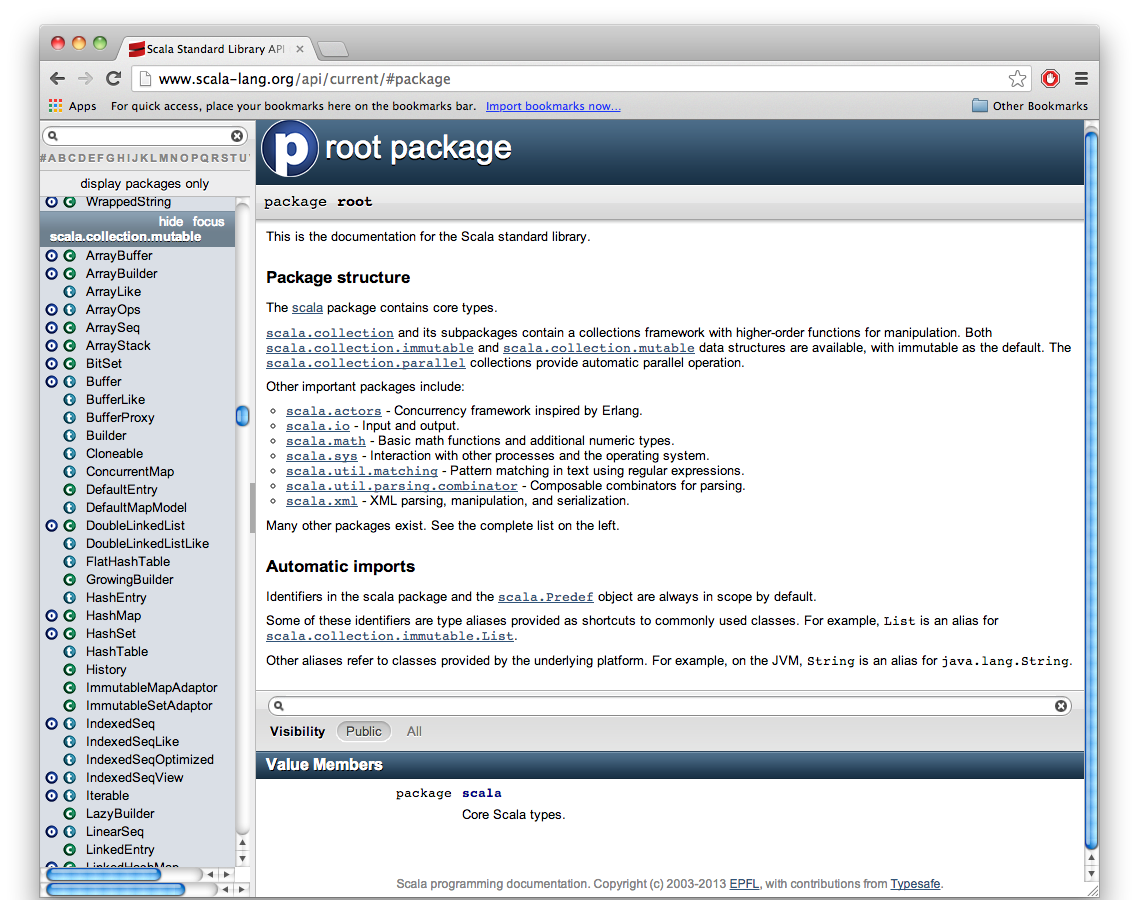 Scala Standard Library API
www.scala-lang.org/api/current/#package
Apps For quick access, place your bookmarks here on the bookmarks bar. Import bookmarks now... Other Bookmarks
#ABCDEFGHIJKLMNOPQRSTU
display packages only
WrappedString
hide focus
scala.collection.mutable
ArrayBuffer
ArrayBuilder
ArrayLike
ArrayOps
ArraySeq
ArrayStack
BitSet
Buffer
BufferLike
BufferProxy
Builder
Cloneable
ConcurrentMap
DefaultEntry
DefaultMapModel
DoubleLinkedList
DoubleLinkedListLike
FlatHashTable
GrowingBuilder
HashEntry
HashMap
HashSet
HashTable
History
ImmutableMapAdaptor
ImmutableSetAdaptor
IndexedSeq
IndexedSeqLike
IndexedSeqOptimized
IndexedSeqView
Iterable
LazyBuilder
LinearSeq
LinkedEntry
LinkedHashMap
p root package
package root
This is the documentation for the Scala standard library.
Package structure
The scala package contains core types.
scala.collection and its subpackages contain a collections framework with higher-order functions for manipulation. Both
scala.collection.immutable and scala.collection.mutable data structures are available, with immutable as the default. The
scala.collection.parallel collections provide automatic parallel operation.
Other important packages include:
scala.actors - Concurrency framework inspired by Erlang.
scala.io - Input and output.
scala.math - Basic math functions and additional numeric types.
scala.sys - Interaction with other processes and the operating system.
scala.util.matching - Pattern matching in text using regular expressions.
scala.util.parsing.combinator - Composable combinators for parsing.
scala.xml - XML parsing, manipulation, and serialization.
Many other packages exist. See the complete list on the left.
Automatic imports
Identifiers in the scala package and the scala.Predef object are always in scope by default.
Some of these identifiers are type aliases provided as shortcuts to commonly used classes. For example, List is an alias for
scala.collection.immutable.List.
Other aliases refer to classes provided by the underlying platform. For example, on the JVM, String is an alias for java.lang.String.
Visibility Public All
Value Members
package scala
Core Scala types.
Scala programming documentation. Copyright (c) 2003-2013 EPFL, with contributions from Typesafe.